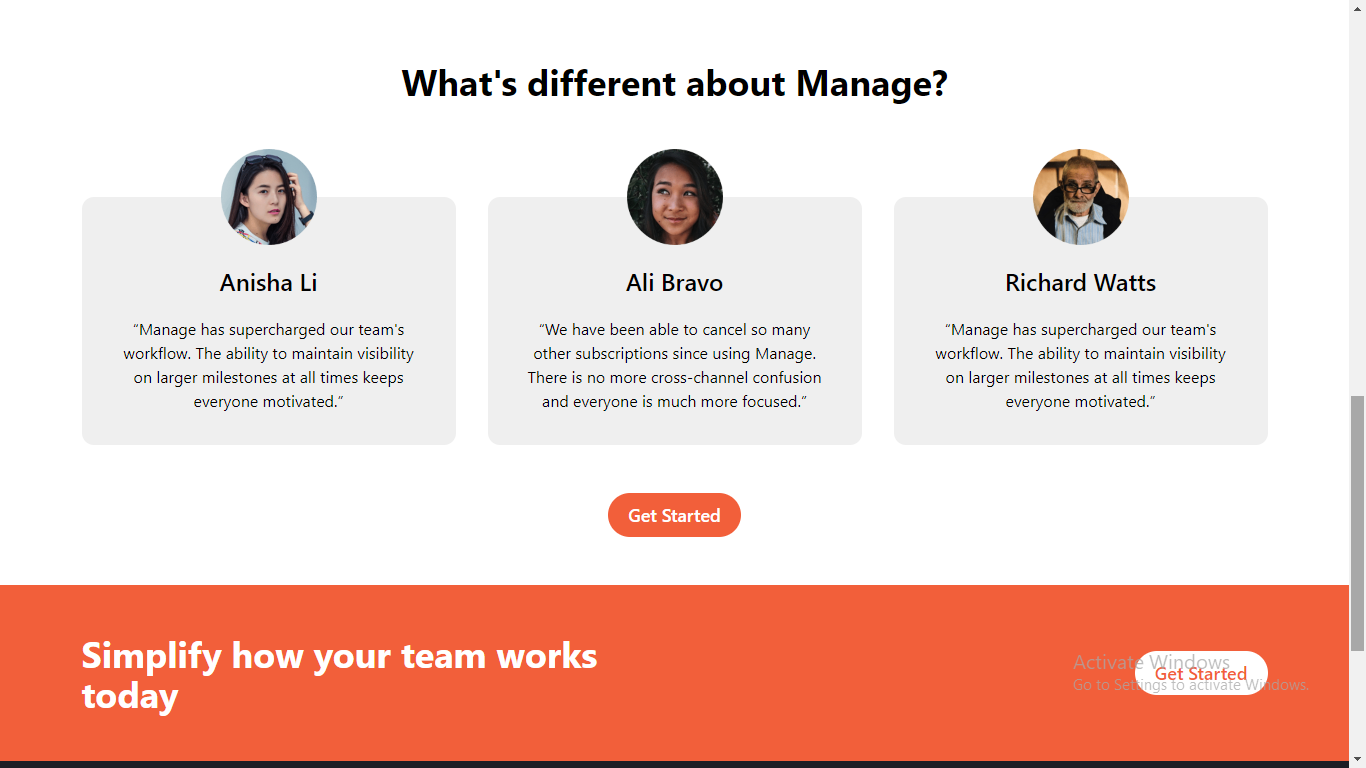 What's different about Manage?
Anisha Li
“Manage has supercharged our team's
workflow. The ability to maintain visibility
on larger milestones at all times keeps
everyone motivated.”
Ali Bravo
“We have been able to cancel so many
other subscriptions since using Manage.
There is no more cross-channel confusion
and everyone is much more focused.”
Richard Watts
“Manage has supercharged our team's
workflow. The ability to maintain visibility
on larger milestones at all times keeps
everyone motivated.”
Get Started
Simplify how your team works
today
Get Started
Activate Windows
Go to Settings to activate Windows.